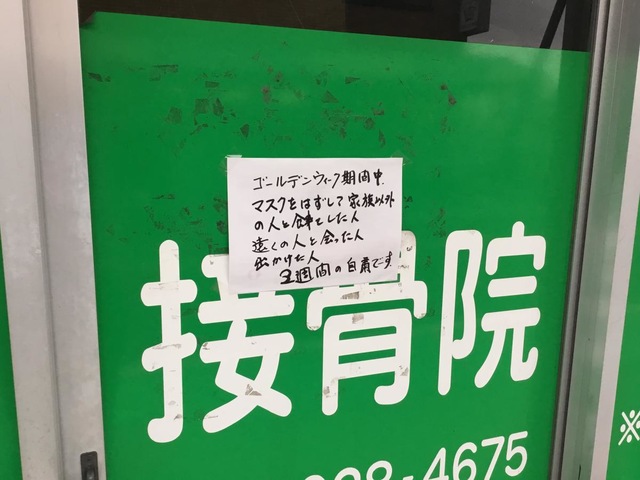 ゴールデンウィーク期間中
マスクをはずして家族以外
の人と食事をした人
遠くの人と会った人
出かけた人
2週間の自粛です
接骨院
-4675
※